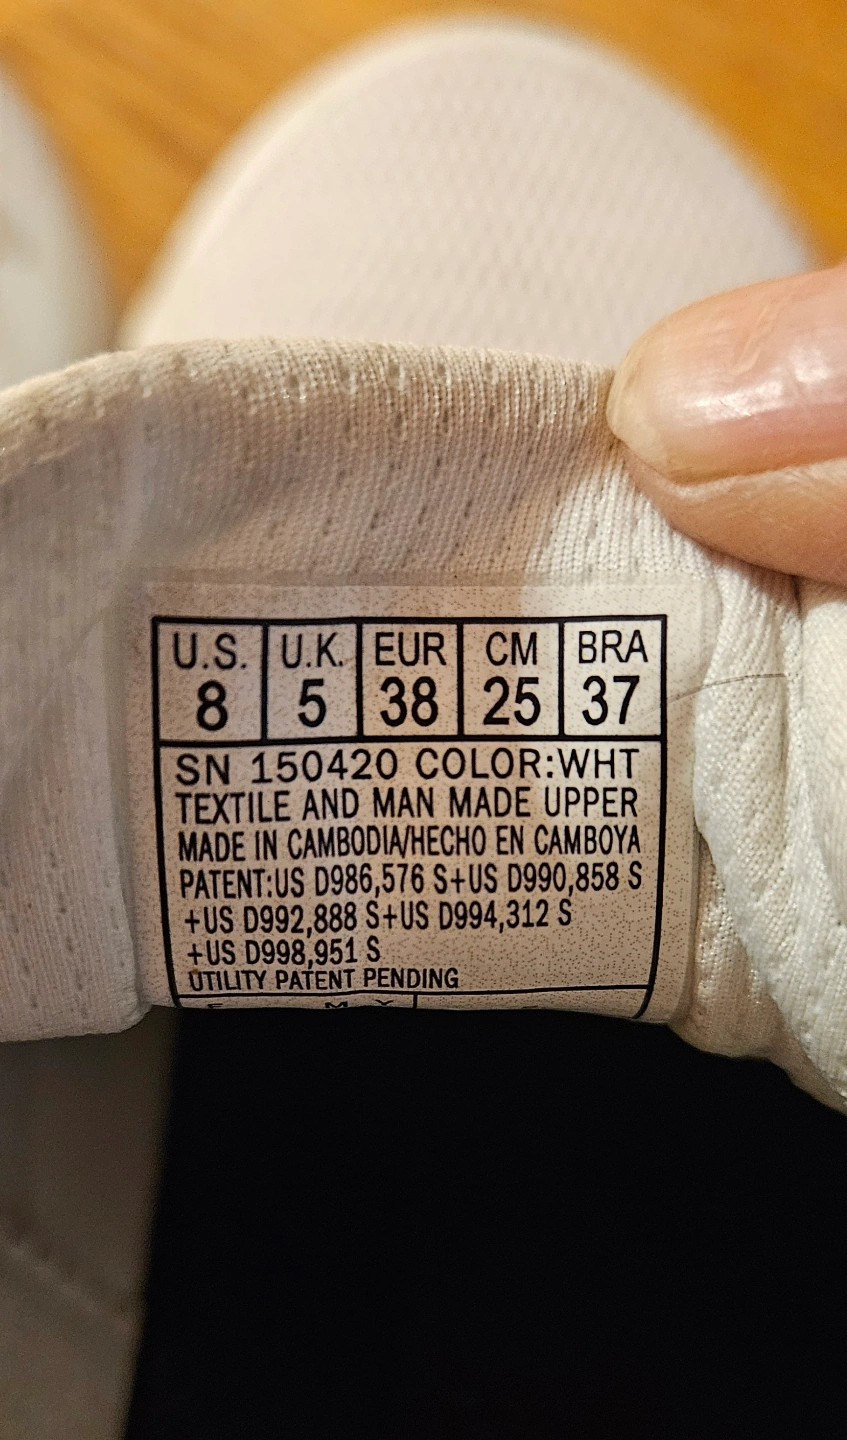 U.S. U.K. EUR CM BRA
8 5 38 25 37
SN 150420 COLOR:WHT
TEXTILE AND MAN MADE UPPER
MADE IN CAMBODIA/HECHO EN CAMBOYA
PATENT:US D986,576 S+US D990,858 S
+US D992,888 S+US D994,312 S
+US D998,951 S
UTILITY PATENT PENDING